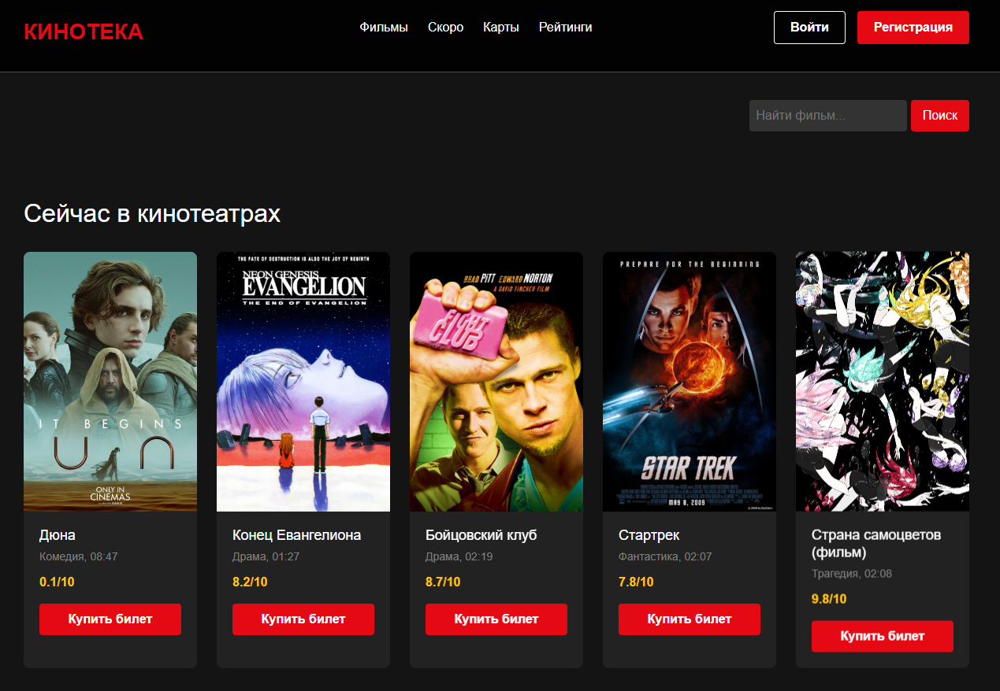 КИНОТЕКА
Фильмы Скоро Карты Рейтинги
Войти
Регистрация
Найти фильм...
Поиск
Сейчас в кинотеатрах
IT BEGINS
ONLY IN
CINEMAS
THE FATE OF DESTRUCTION IS ALSO THE JOY OF REBIRTH
NEON GENESIS
EVANGELION
THE END OF EVANGELION
BRAD PITT EDWARD NORTON
A DAVID FINCHER FILM
FIGHT
CLUB
PREPARE FOR THE BEGINNING
STAR TREK
MAY 8, 2009
Дюна
Комедия, 08:47
0.1/10
Купить билет
Конец Евангелиона
Драма, 01:27
8.2/10
Купить билет
Бойцовский клуб
Драма, 02:19
8.7/10
Купить билет
Стартрек
Фантастика, 02:07
7.8/10
Купить билет
Страна самоцветов
(фильм)
Трагедия, 02:08
9.8/10
Купить билет